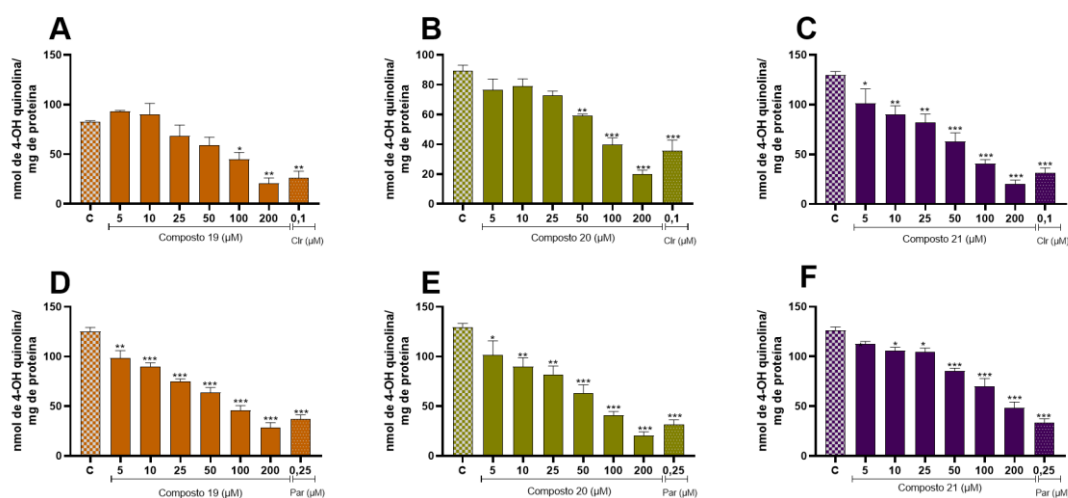 A
nmol de 4-OH quinolina/
mg de proteina
150
100
50
0
**
*
**
C 5 10 25 50 100 200 0,1
Composto 19 (µM) Clr (µM)
B
nmol de 4-OH quinolina/
mg de proteina
100
80
60
40
20
0
**
***
***
***
C 5 10 25 50 100 200 0,1
Composto 20 (µM) Clr (µM)
C
nmol de 4-OH quinolina/
mg de proteina
150
100
50
0
*
**
**
***
***
***
***
C 5 10 25 50 100 200 0,1
Composto 21 (µM) Clr (µM)
D
nmol de 4-OH quinolina/
mg de proteina
150
100
50
0
**
***
***
***
***
***
***
C 5 10 25 50 100 200 0,25
Composto 19 (µM) Par (µM)
E
nmol de 4-OH quinolina/
mg de proteina
150
100
50
0
*
**
**
***
***
***
***
C 5 10 25 50 100 200 0,25
Composto 20 (µM) Par (µM)
F
nmol de 4-OH quinolina/
mg de proteina
150
100
50
0
*
*
***
***
***
***
C 5 10 25 50 100 200 0,25
Composto 21 (µM) Par (µM)